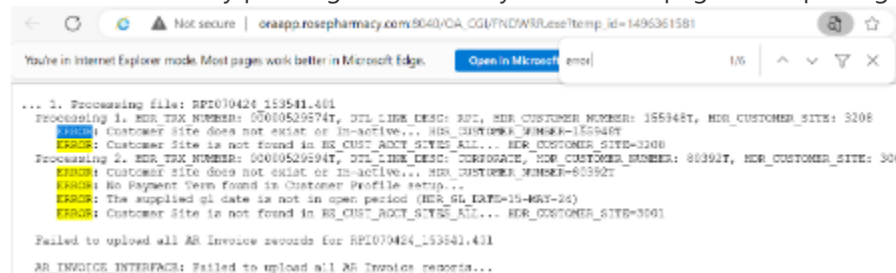 Not secure | oraapp.rosepharmacy.com:8040/OA_CGI/FNDWRR.exe?temp_id=1496361581
You're in Internet Explorer mode. Most pages work better in Microsoft Edge. Open in Microsoft error 1/6
... 1. Processing file: RPI070424_153541.401
Processing 1. HDR_TRX_NUMBER: 00000529574T, DTL_LINE_DESC: RPI, HDR_CUSTOMER_NUMBER: 155948T, HDR_CUSTOMER_SITE: 3208
ERROR: Customer Site does not exist or In-active... HDR_CUSTOMER_NUMBER=155948T
ERROR: Customer Site is not found in HZ_CUST_ACCT_SITES_ALL... HDR_CUSTOMER_SITE=3208
Processing 2. HDR_TRX_NUMBER: 00000529594T, DTL_LINE_DESC: CORPORATE, HDR_CUSTOMER_NUMBER: 80392T, HDR_CUSTOMER_SITE: 300
ERROR: Customer Site does not exist or In-active... HDR_CUSTOMER_NUMBER=80392T
ERROR: No Payment Term found in Customer Profile setup...
ERROR: The supplied gl date is not in open period (HDR_GL_DATE=15-MAY-24)
ERROR: Customer Site is not found in HZ_CUST_ACCT_SITES_ALL... HDR_CUSTOMER_SITE=3001
Failed to upload all AR Invoice records for RPI070424_153541.401
AR INVOICE INTERFACE: Failed to upload all AR Invoice records...